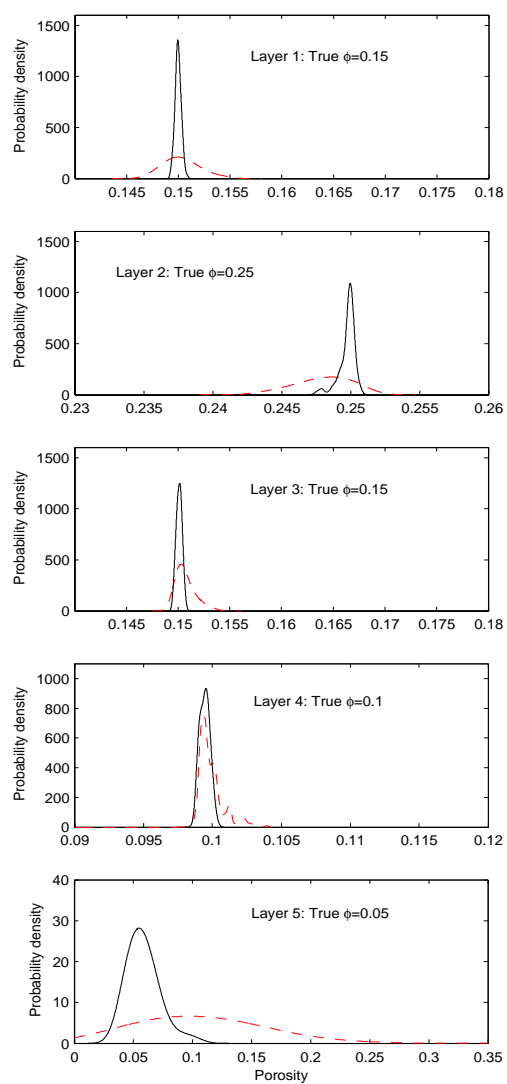 1500
1000
500
0
Probability density
Layer 1: True ϕ=0.15
0.145 0.15 0.155 0.16 0.165 0.17 0.175 0.18
1500
1000
500
0
Probability density
Layer 2: True ϕ=0.25
0.23 0.235 0.24 0.245 0.25 0.255 0.26
1500
1000
500
0
Probability density
Layer 3: True ϕ=0.15
0.145 0.15 0.155 0.16 0.165 0.17 0.175 0.18
1000
800
600
400
200
0
Probability density
Layer 4: True ϕ=0.1
0.09 0.095 0.1 0.105 0.11 0.115 0.12
40
30
20
10
0
Probability density
Layer 5: True ϕ=0.05
0 0.05 0.1 0.15 0.2 0.25 0.3 0.35
Porosity